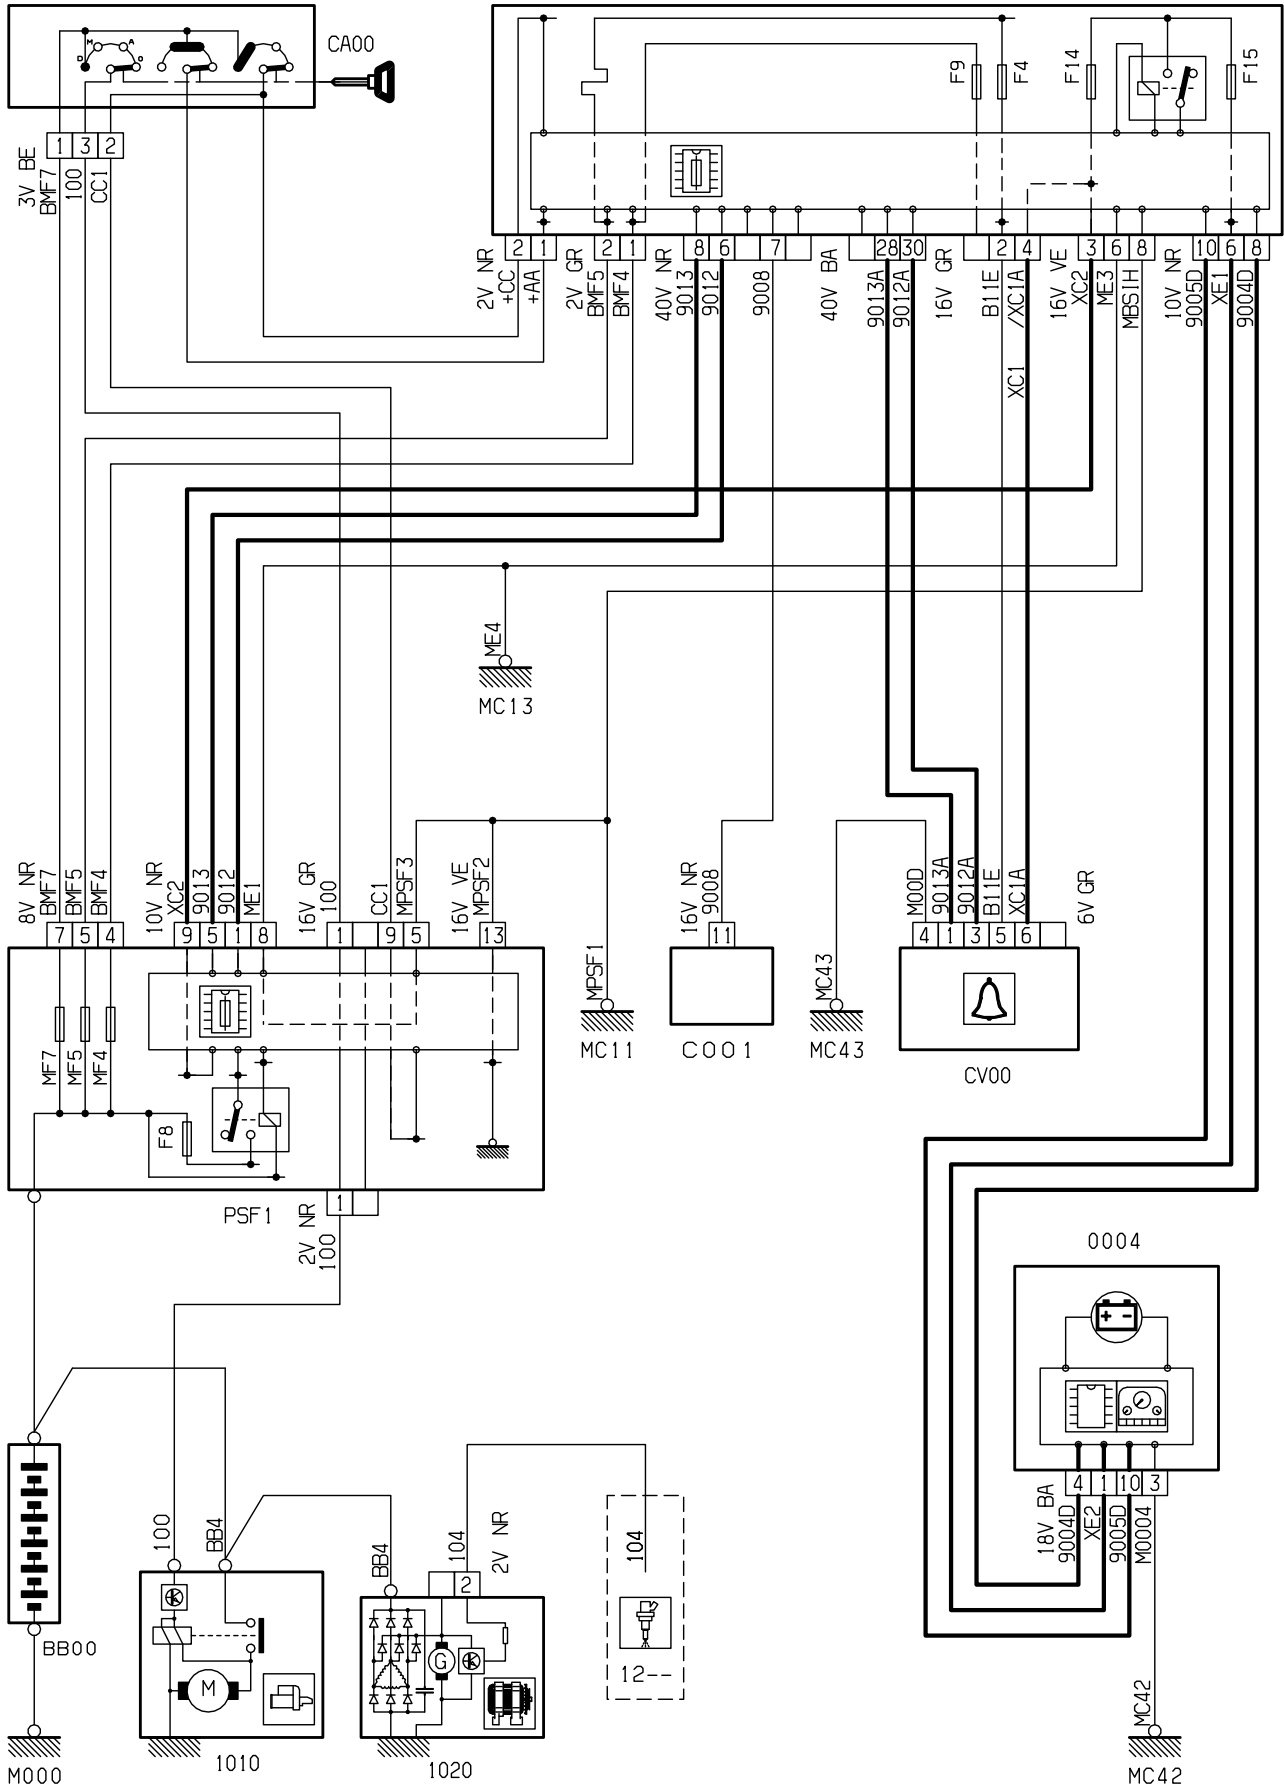 CA00
M
A
D
D
F9
F4
F14
F15
1
3
2
3V BE
BMF7
100
CC1
2
1
2
1
8
6
7
28
30
2
4
3
6
8
10
6
8
2V NR
+CC
+AA
2V GR
BMF5
BMF4
40V NR
9013
9012
9008
40V BA
9013A
9012A
16V GR
B11E
/XC1A
XC1
16V VE
XC2
ME3
MBSIH
10V NR
9005D
XE1
9004D
ME4
MC13
8V NR
BMF7
BMF5
BMF4
10V NR
XC2
9013
9012
ME1
16V GR
100
CC1
MPSF3
16V VE
MPSF2
16V NR
9008
M00D
9013A
9012A
B11E
XC1A
6V GR
7
5
4
9
5
1
8
1
9
5
13
11
4
1
3
5
6
MF7
MF5
MF4
F8
MPSF1
MC11
C001
MC43
MC43
CV00
PSF1
1
2V NR
100
0004
+
-
4
1
10
3
18V BA
9004D
XE2
9005D
M0004
100
BB4
BB4
104
2
2V NR
104
BB00
M
G
12--
M000
1010
1020
MC42
MC42